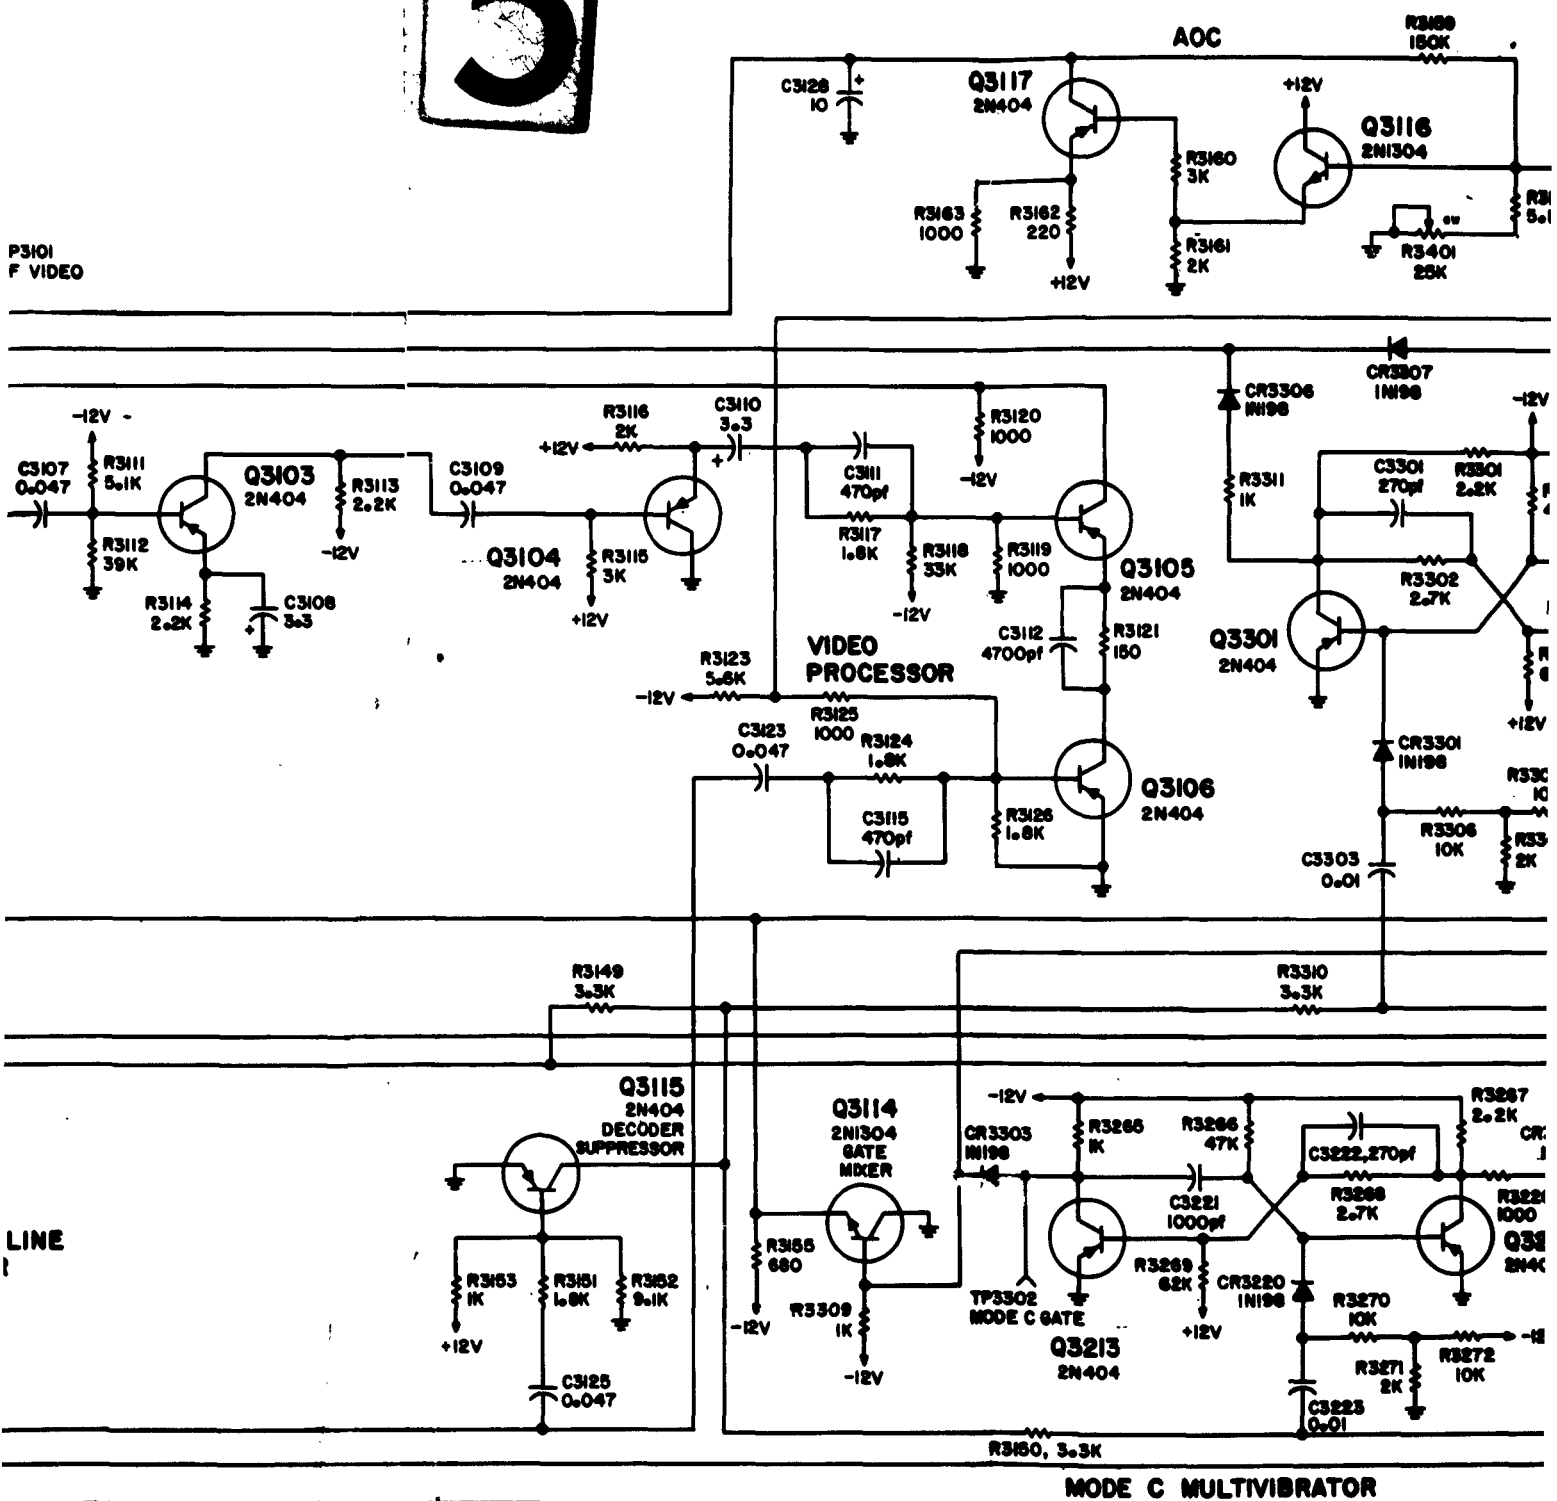 AOC
R3159
150K
C3128
10
+
Q3117
2N404
+12V
Q3116
2N1304
R3160
3K
R3163
1000
R3162
220
+12V
R3161
2K
CW
R3401
25K
P3101
F VIDEO
CR3307
1N198
CR3306
1N198
-12V
-12V
R3116
2K
C3110
3.3
R3120
1000
+12V
+
C3107
0.047
R3111
5.1K
Q3103
2N404
R3113
2.2K
C3109
0.047
C3111
470pf
-12V
R3311
1K
C3301
270pf
R3301
2.2K
R3112
39K
-12V
Q3104
2N404
R3115
3K
R3117
1.8K
R3118
33K
R3119
1000
Q3105
2N404
R3302
2.7K
R3114
2.2K
+
C3108
3.3
+12V
-12V
C3112
4700pf
R3121
150
Q3301
2N404
VIDEO
PROCESSOR
R3123
5.6K
-12V
R3125
1000
+12V
C3123
0.047
R3124
1.8K
CR3301
1N198
Q3106
2N404
C3115
470pf
R3126
1.8K
R3306
10K
2K
C3303
0.01
R3149
3.3K
R3310
3.3K
Q3115
2N404
DECODER
SUPPRESSOR
Q3114
2N1304
GATE
MIXER
-12V
CR3303
1N198
R3265
1K
R3266
47K
R3267
2.2K
C3222,270pf
C3221
1000pf
R3268
2.7K
1000
LINE
R3155
680
R3269
62K
CR3220
1N198
R3153
1K
R3151
1.8K
R3152
9.1K
TP3302
MODE C GATE
R3270
10K
R3309
1K
-12V
+12V
+12V
Q3213
2N404
R3271
2K
R3272
10K
-12V
C3125
0.047
C3223
0.01
R3150, 3.3K
MODE C MULTIVIBRATOR